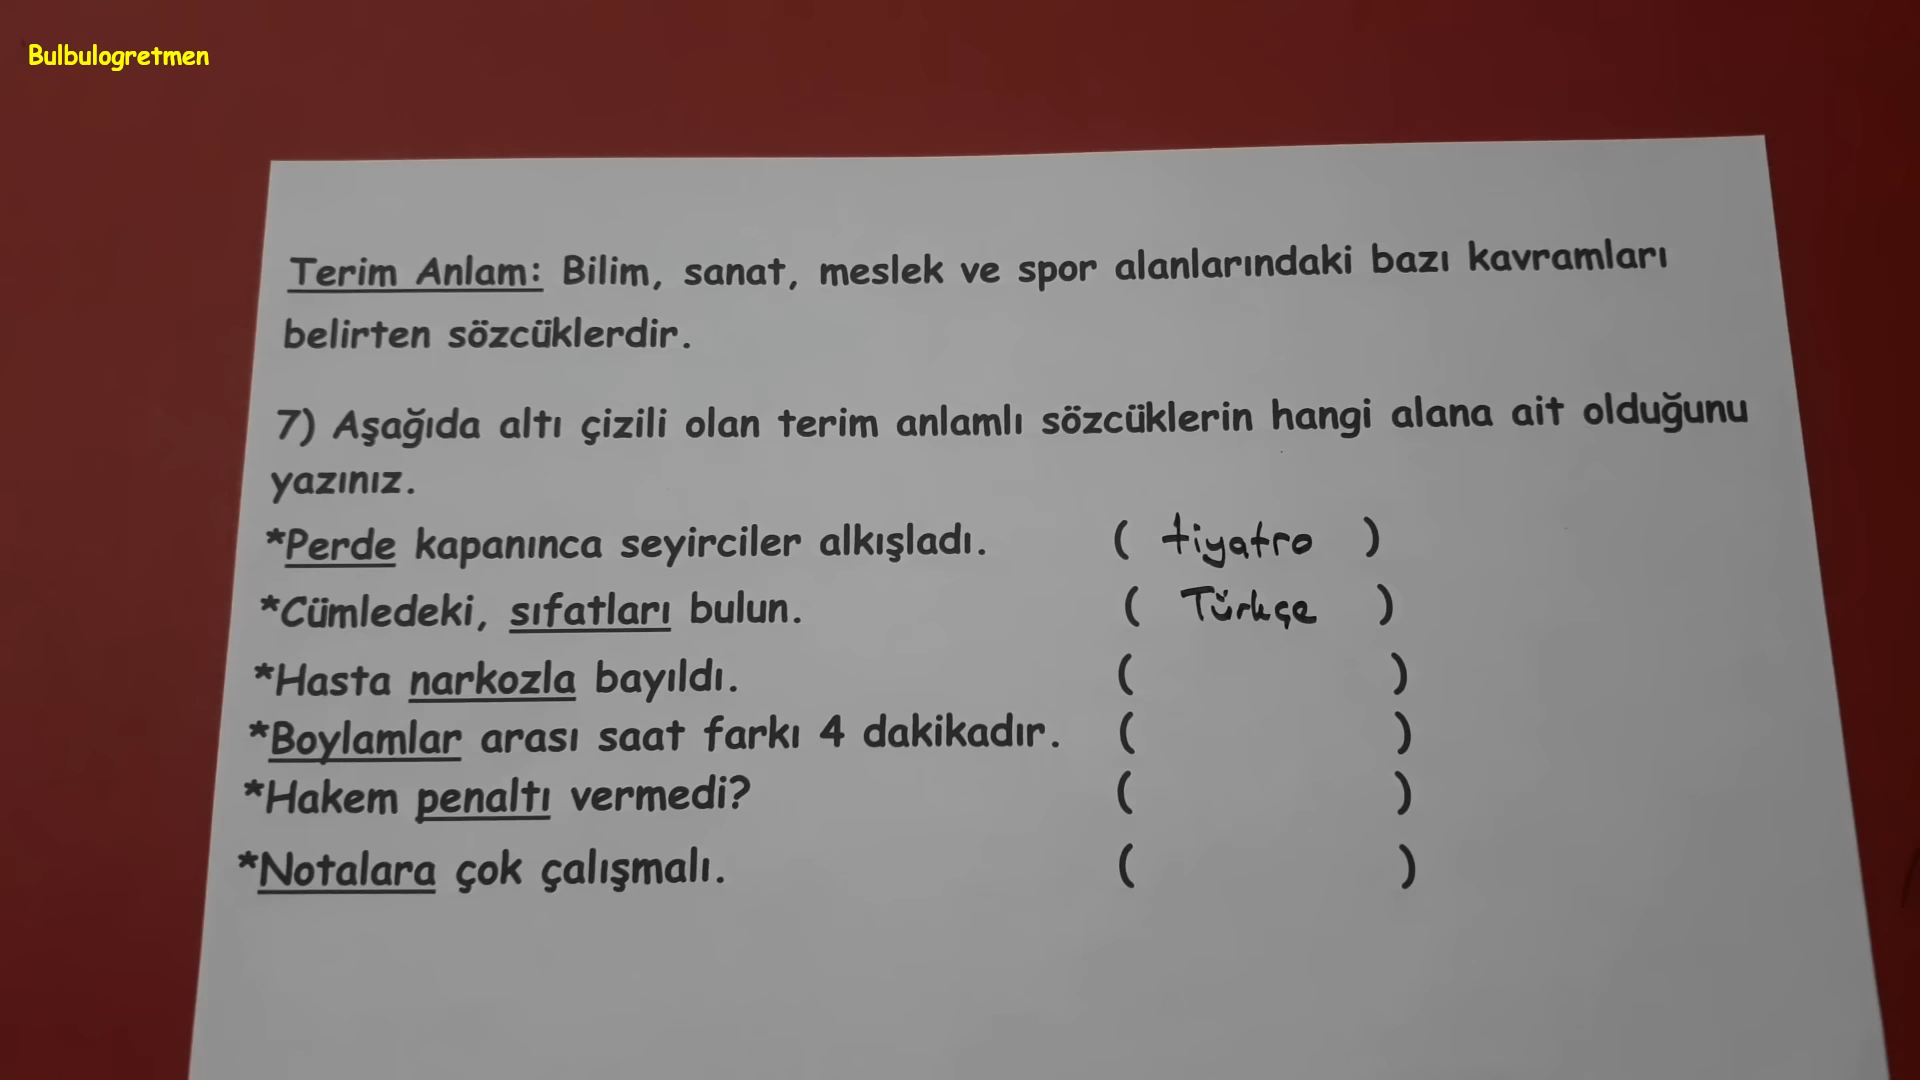 Bulbulogretmen
Terim Anlam: Bilim, sanat, meslek ve spor alanlarındaki bazı kavramları
belirten sözcüklerdir.
7) Aşağıda altı çizili olan terim anlamlı sözcüklerin hangi alana ait olduğunu
yazınız.
*Perde kapanınca seyirciler alkışladı. ( tiyatro )
*Cümledeki, sıfatları bulun. ( Türkçe )
*Hasta narkozla bayıldı. ( )
*Boylamlar arası saat farkı 4 dakikadır. ( )
*Hakem penaltı vermedi? ( )
*Notalara çok çalışmalı. ( )